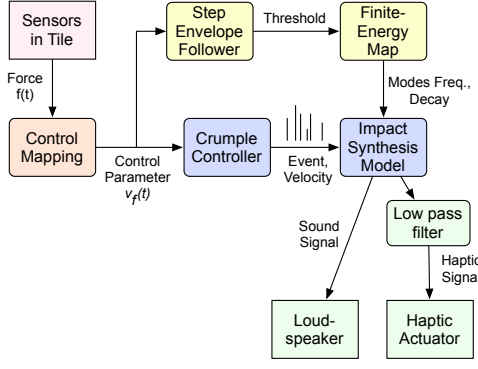 Sensors
in Tile
Step
Envelope
Follower
Threshold
Finite-
Energy
Map
Force
f(t)
Modes Freq.,
Decay
Control
Mapping
Control
Parameter
v_f(t)
Crumple
Controller
Event,
Velocity
Impact
Synthesis
Model
Sound
Signal
Low pass
filter
Haptic
Signal
Loud-
speaker
Haptic
Actuator